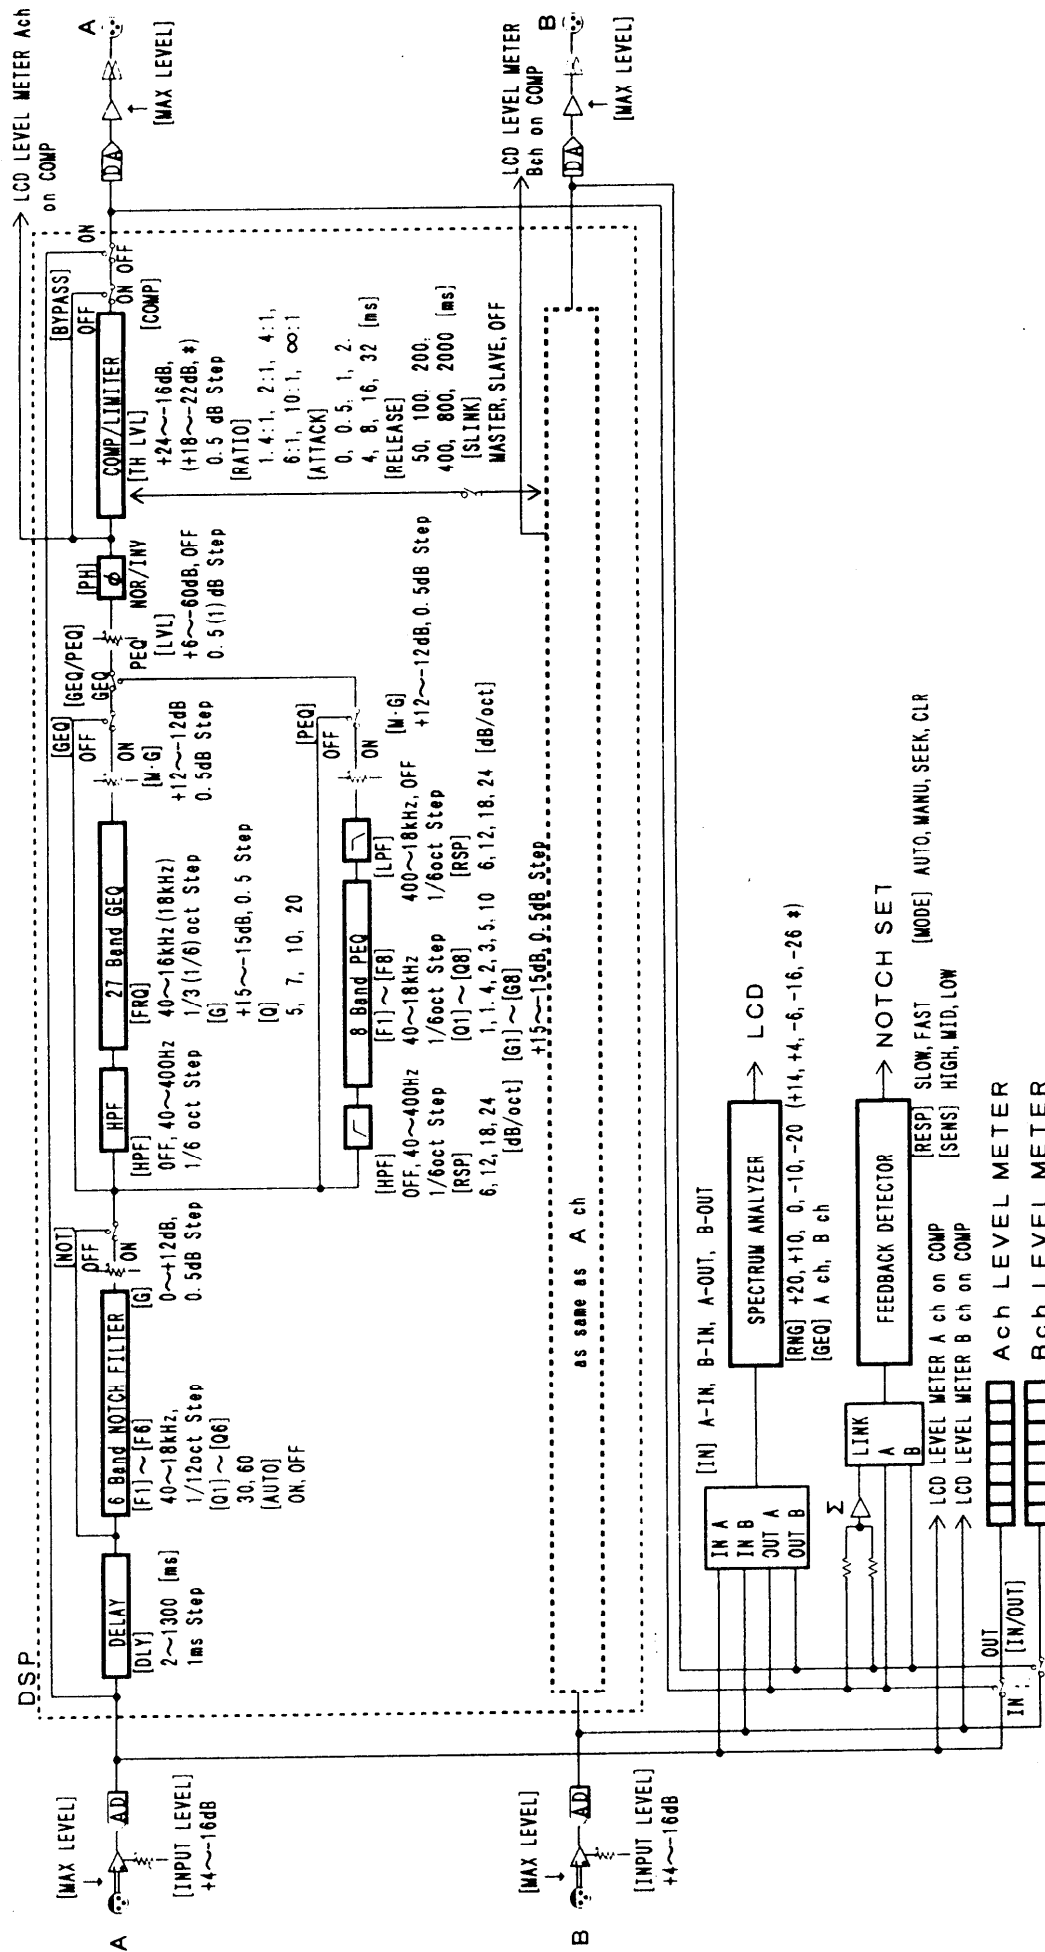 DSP
A
[MAX LEVEL]
AD
[INPUT LEVEL]
+4~-16dB
DELAY
[DLY]
2~1300 [ms]
1ms Step
6 Band NOTCH FILTER
[F1]~[F6]
40~18kHz,
1/12oct Step
[Q1]~[Q6]
30, 60
[AUTO]
ON, OFF
[NOT]
OFF
ON
[G]
0~+12dB,
0.5dB Step
HPF
[HPF]
OFF, 40~400Hz
1/6 oct Step
27 Band GEQ
[FRQ]
40~16kHz (18kHz)
1/3 (1/6) oct Step
[G]
+15~-15dB, 0.5 Step
[Q]
5, 7, 10, 20
[GEQ]
OFF
ON
[M·G]
+12~-12dB
0.5dB Step
[GEQ/PEQ]
GEQ
PEQ
[LVL]
+6~-60dB, OFF
0.5 (1) dB Step
[PH]
φ
NOR/INV
COMP/LIMITER
[TH LVL]
+24~-16dB,
(+18~-22dB, *)
0.5 dB Step
[RATIO]
1.4:1, 2:1, 4:1,
6:1, 10:1, ∞:1
[ATTACK]
0, 0.5, 1, 2,
4, 8, 16, 32 [ms]
[RELEASE]
50, 100, 200,
400, 800, 2000 [ms]
[SLINK]
MASTER, SLAVE, OFF
[BYPASS]
OFF
ON
[COMP]
ON
OFF
LCD LEVEL METER Ach
on COMP
DA
[MAX LEVEL]
A
[HPF]
OFF, 40~400Hz
1/6oct Step
[RSP]
6, 12, 18, 24
[dB/oct]
8 Band PEQ
[F1]~[F8]
40~18kHz
1/6oct Step
[Q1]~[Q8]
1, 1.4, 2, 3, 5, 10
[G1]~[G8]
+15~-15dB, 0.5dB Step
[LPF]
400~18kHz, OFF
1/6oct Step
[RSP]
6, 12, 18, 24 [dB/oct]
[PEQ]
OFF
ON
[M·G]
+12~-12dB, 0.5dB Step
B
[MAX LEVEL]
AD
[INPUT LEVEL]
+4~-16dB
as same as A ch
LCD LEVEL METER
Bch on COMP
DA
[MAX LEVEL]
B
[IN] A-IN, B-IN, A-OUT, B-OUT
IN A
IN B
OUT A
OUT B
SPECTRUM ANALYZER
LCD
[RNG] +20, +10, 0, -10, -20 (+14, +4, -6, -16, -26 *)
[GEQ] A ch, B ch
Σ
LINK
A
B
FEEDBACK DETECTOR
NOTCH SET
[RESP] SLOW, FAST
[MODE] AUTO, MANU, SEEK, CLR
[SENS] HIGH, MID, LOW
LCD LEVEL METER A ch on COMP
LCD LEVEL METER B ch on COMP
OUT
IN
[IN/OUT]
Ach LEVEL METER
Bch LEVEL METER